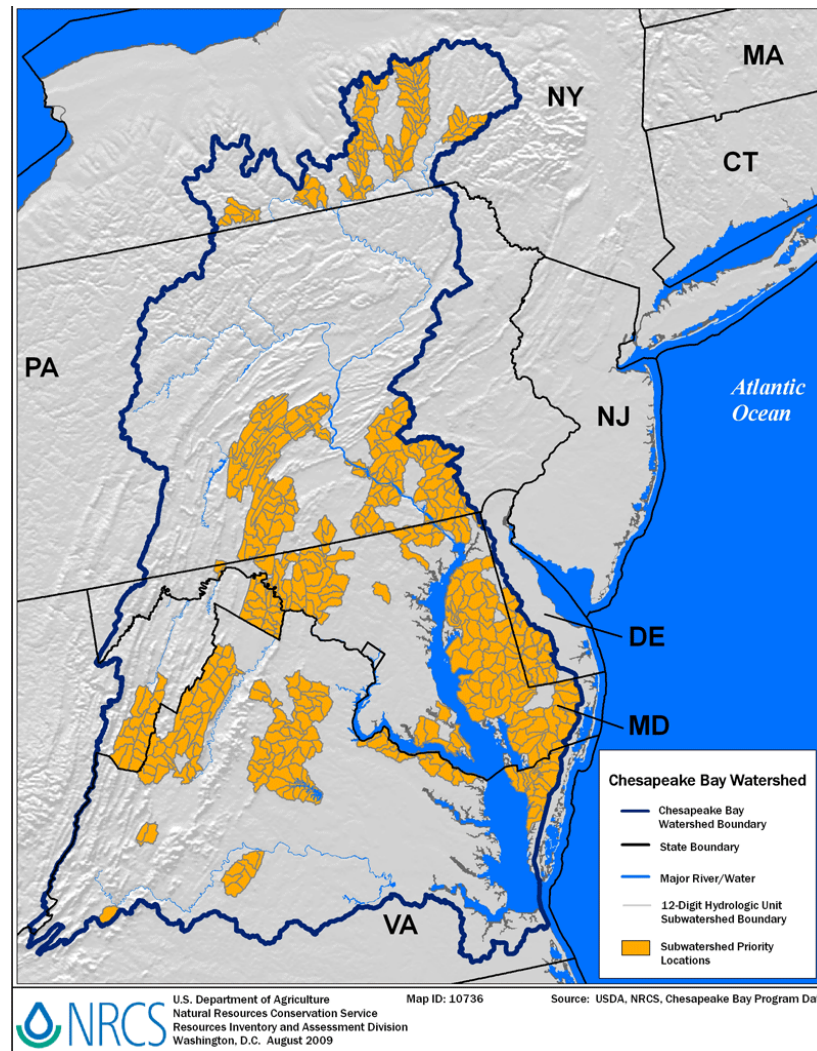 MA
NY
CT
PA
NJ
Atlantic
Ocean
DE
MD
VA
Chesapeake Bay Watershed
Chesapeake Bay
Watershed Boundary
State Boundary
Major River/Water
12-Digit Hydrologic Unit
Subwatershed Boundary
Subwatershed Priority
Locations
NRCS
U.S. Department of Agriculture
Natural Resources Conservation Service
Resources Inventory and Assessment Division
Washington, D.C. August 2009
Map ID: 10736
Source: USDA, NRCS, Chesapeake Bay Program Dat